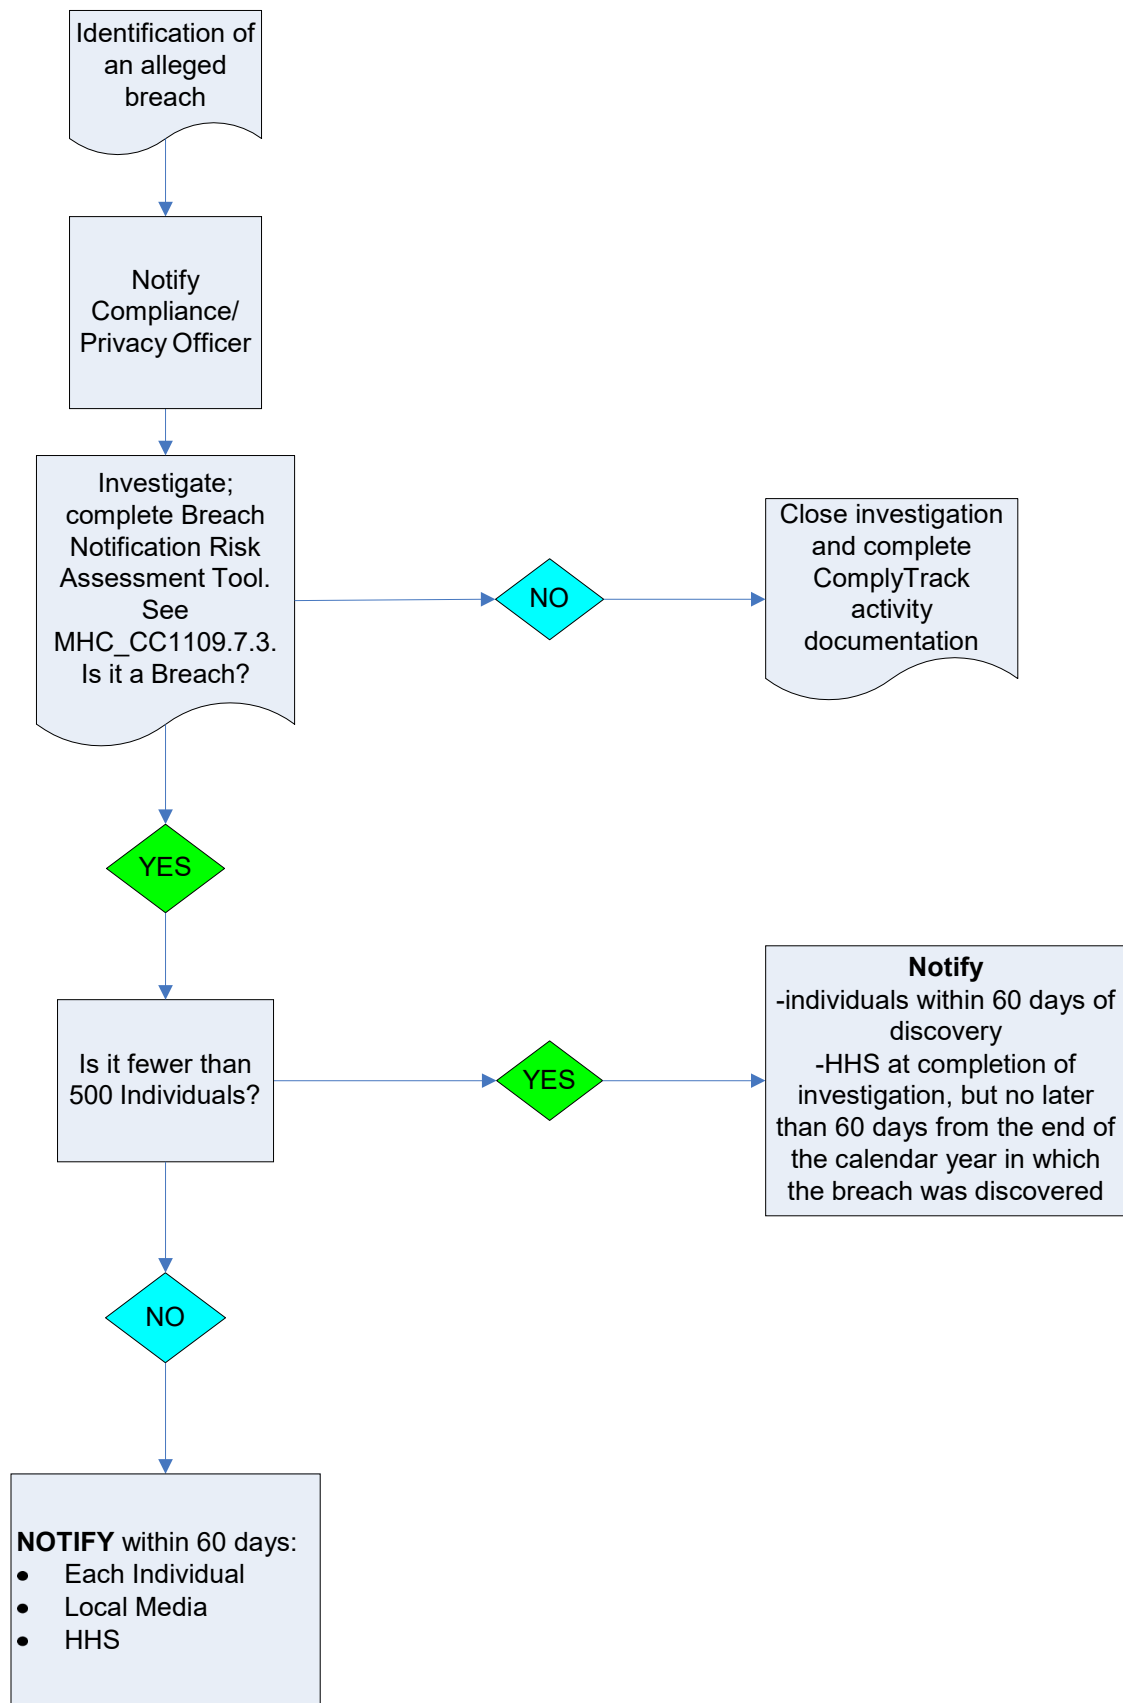 Identification of
an alleged
breach
Notify
Compliance/
Privacy Officer
Investigate;
complete Breach
Notification Risk
Assessment Tool.
See
MHC_CC1109.7.3.
Is it a Breach?
NO
Close investigation
and complete
ComplyTrack
activity
documentation
YES
Is it fewer than
500 Individuals?
YES
Notify
-individuals within 60 days of
discovery
-HHS at completion of
investigation, but no later
than 60 days from the end of
the calendar year in which
the breach was discovered
NO
NOTIFY within 60 days:
• Each Individual
• Local Media
• HHS